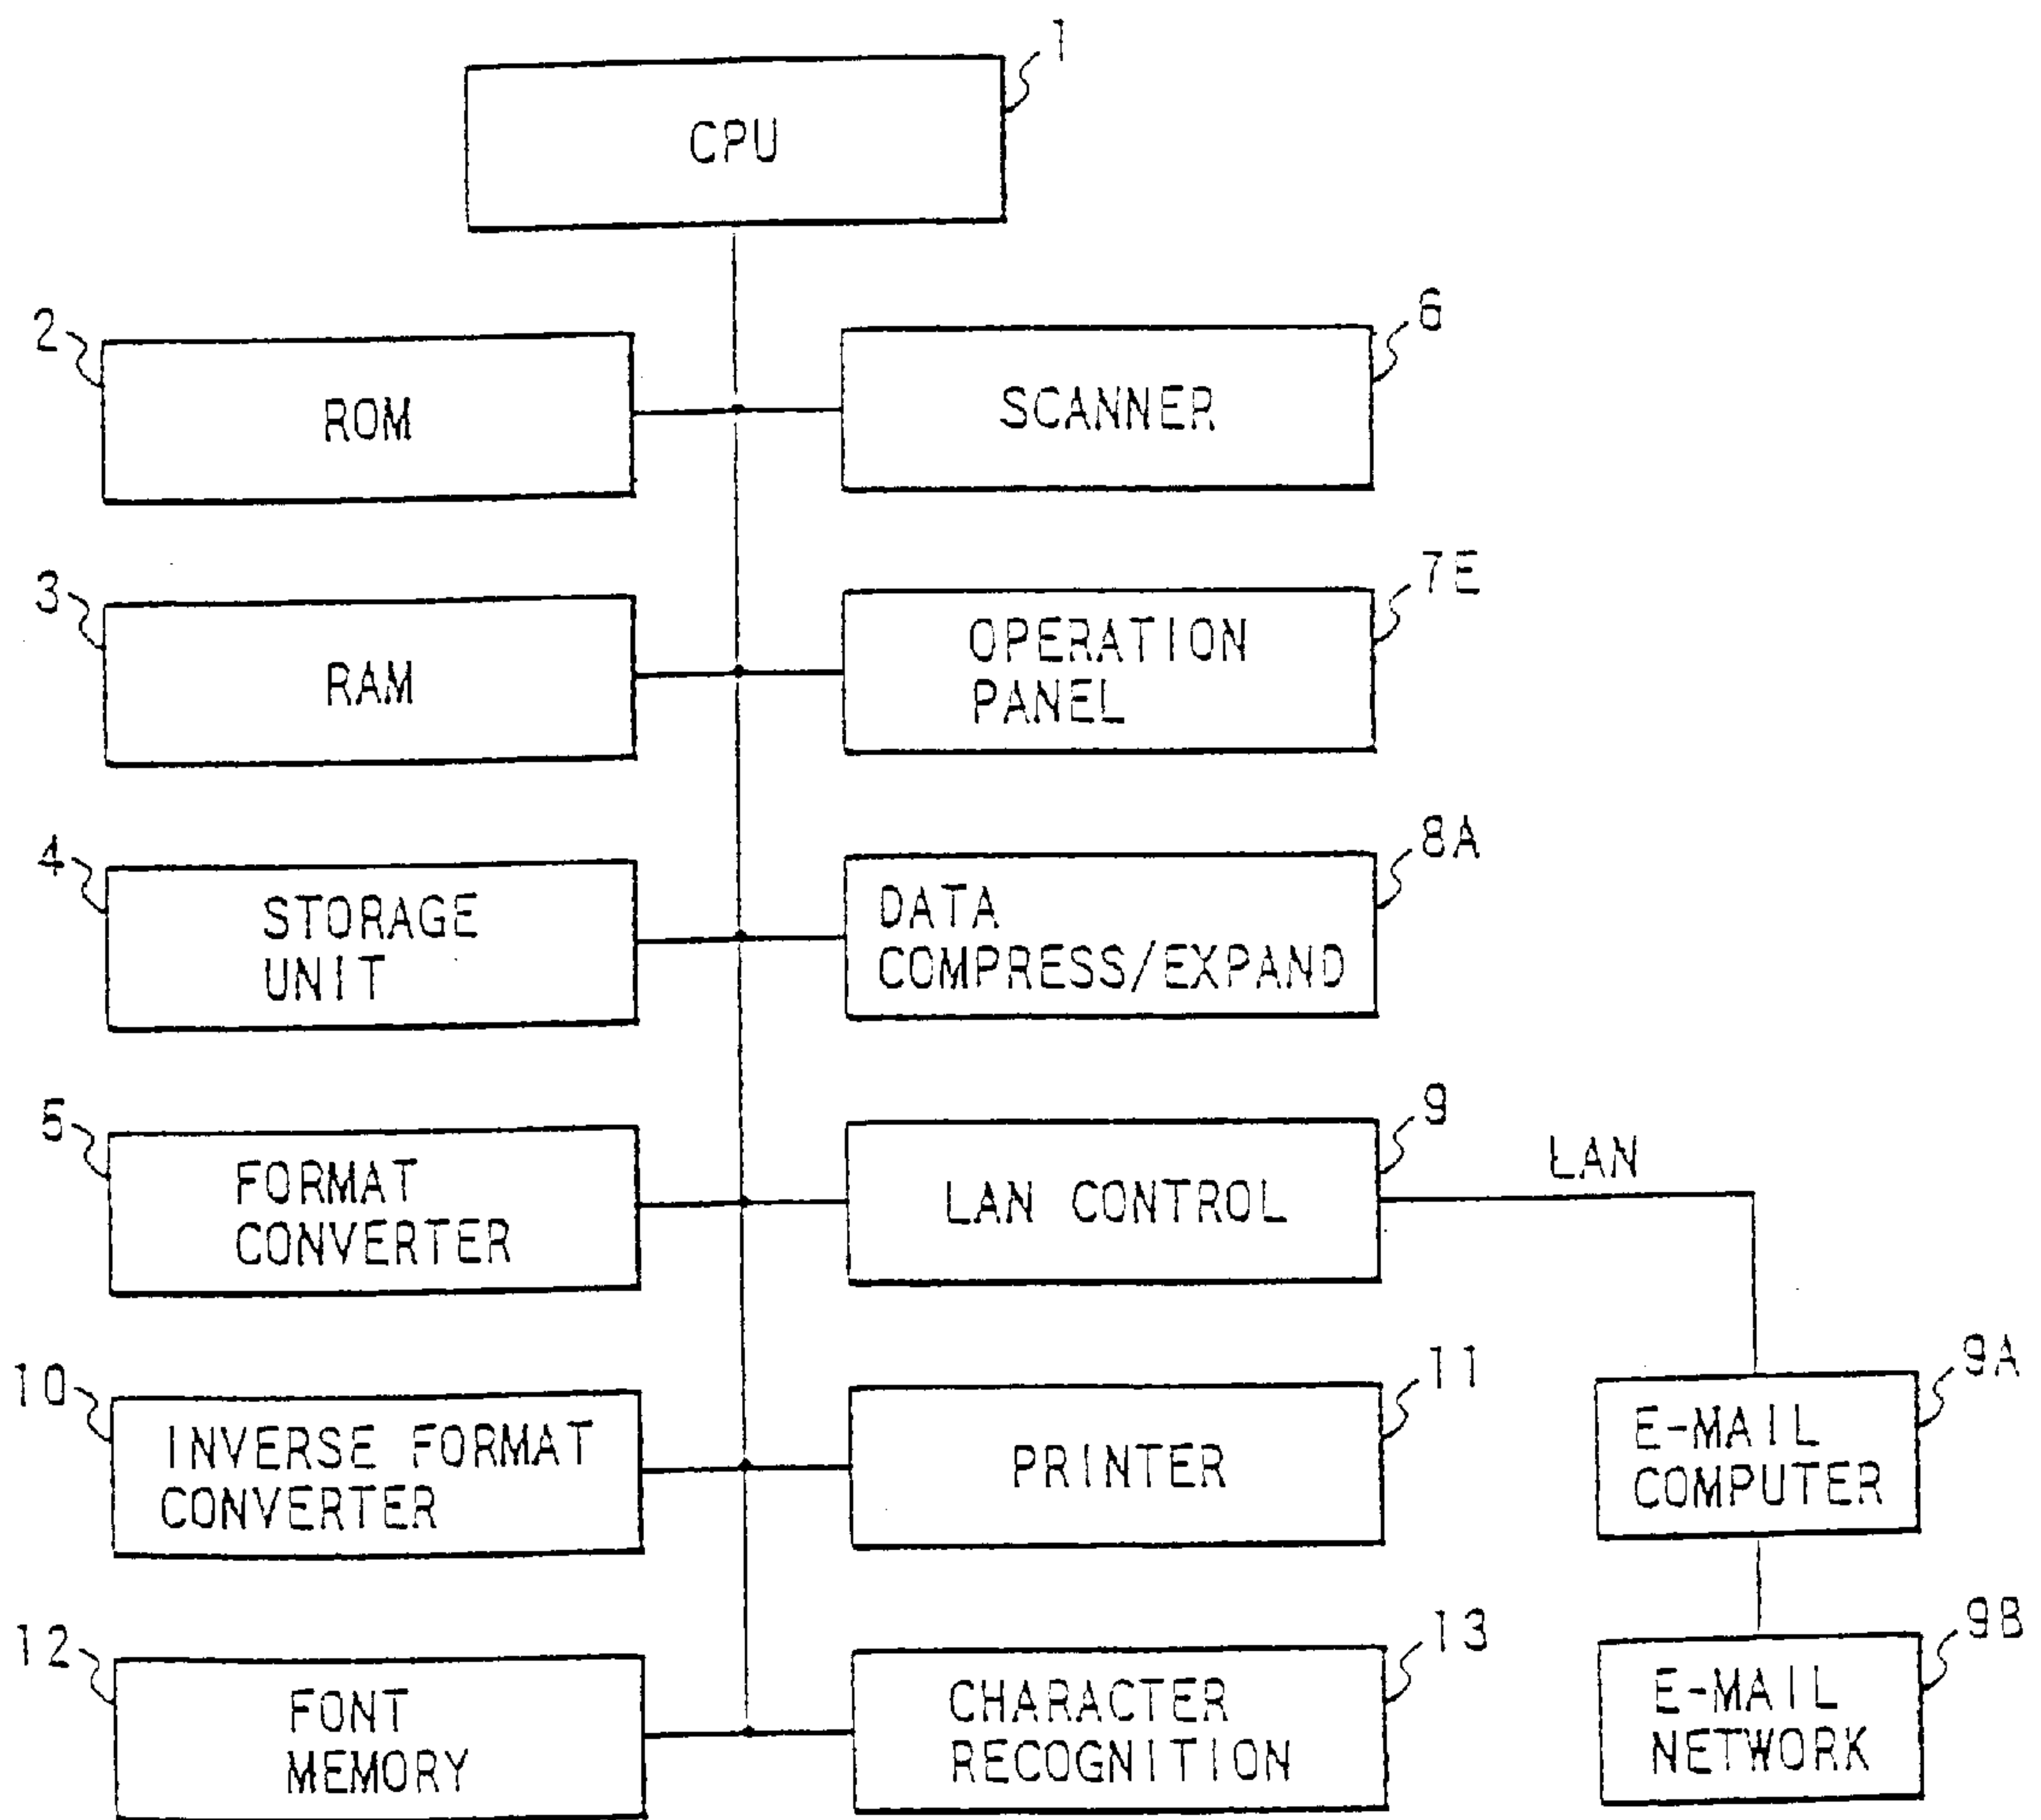 1
CPU
2
ROM
6
SCANNER
3
RAM
7E
OPERATION
PANEL
4
STORAGE
UNIT
8A
DATA
COMPRESS/EXPAND
5
FORMAT
CONVERTER
9
LAN CONTROL
LAN
10
INVERSE FORMAT
CONVERTER
11
PRINTER
9A
E-MAIL
COMPUTER
12
FONT
MEMORY
13
CHARACTER
RECOGNITION
9B
E-MAIL
NETWORK